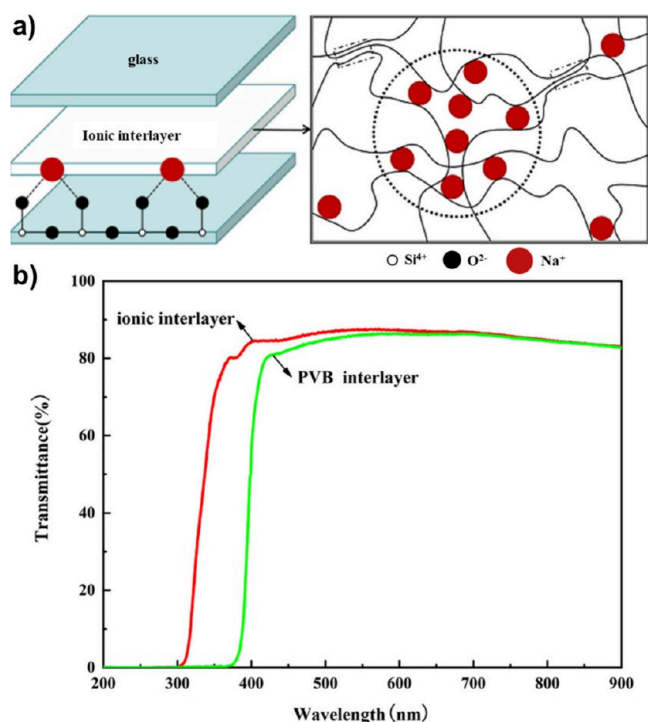 a)
glass
Ionic interlayer
Si⁴⁺ O²⁻ Na⁺
b)
100
80
60
40
20
0
Transmittance(%)
ionic interlayer
PVB interlayer
200 300 400 500 600 700 800 900
Wavelength(nm)